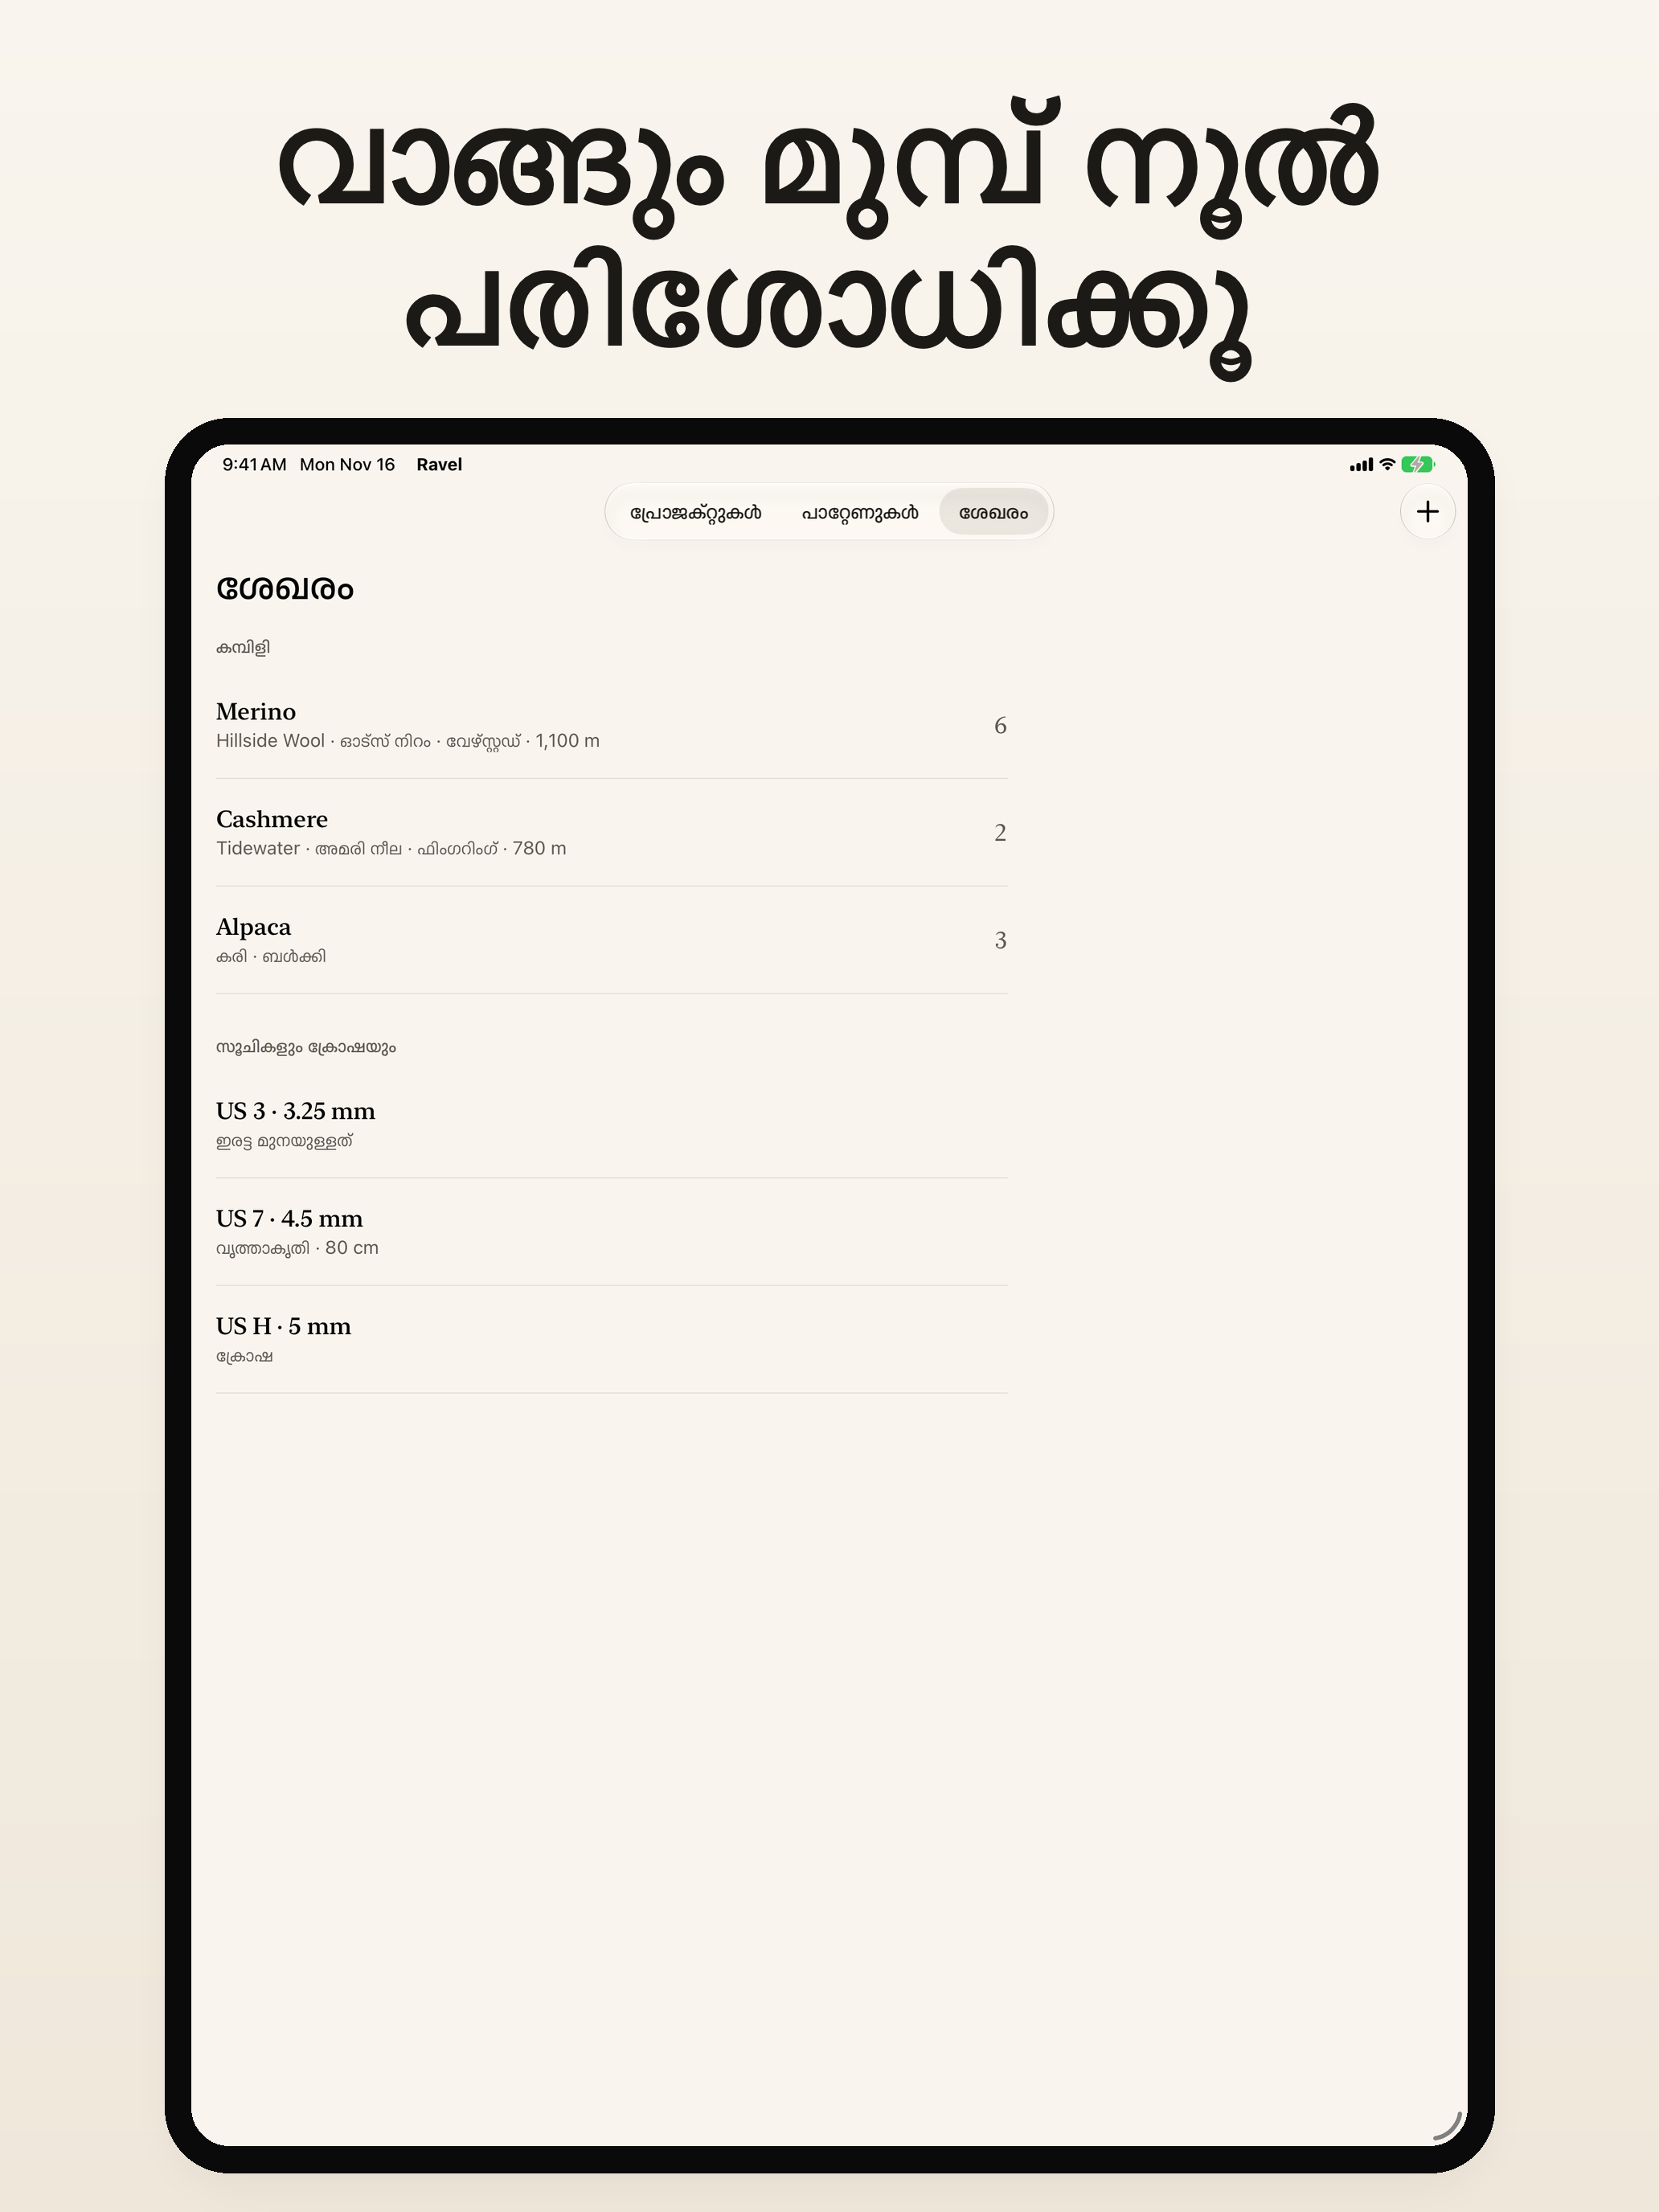 വാങ്ങും മുമ്പ് നൂൽ
പരിശോധിക്കൂ
9:41 AM Mon Nov 16 Ravel
പ്രോജക്റ്റുകൾ പാറ്റേണുകൾ ശേഖരം
ശേഖരം
കമ്പിളി
Merino
6
Hillside Wool · ഓട്സ് നിറം · വേഴ്സ്റ്റഡ് · 1,100 m
Cashmere
2
Tidewater · അമരി നീല · ഫിംഗറിംഗ് · 780 m
Alpaca
3
കരി · ബൾക്കി
സൂചികളും ക്രോഷയും
US 3 · 3.25 mm
ഇരട്ട മുനയുള്ളത്
US 7 · 4.5 mm
വൃത്താകൃതി · 80 cm
US H · 5 mm
ക്രോഷ